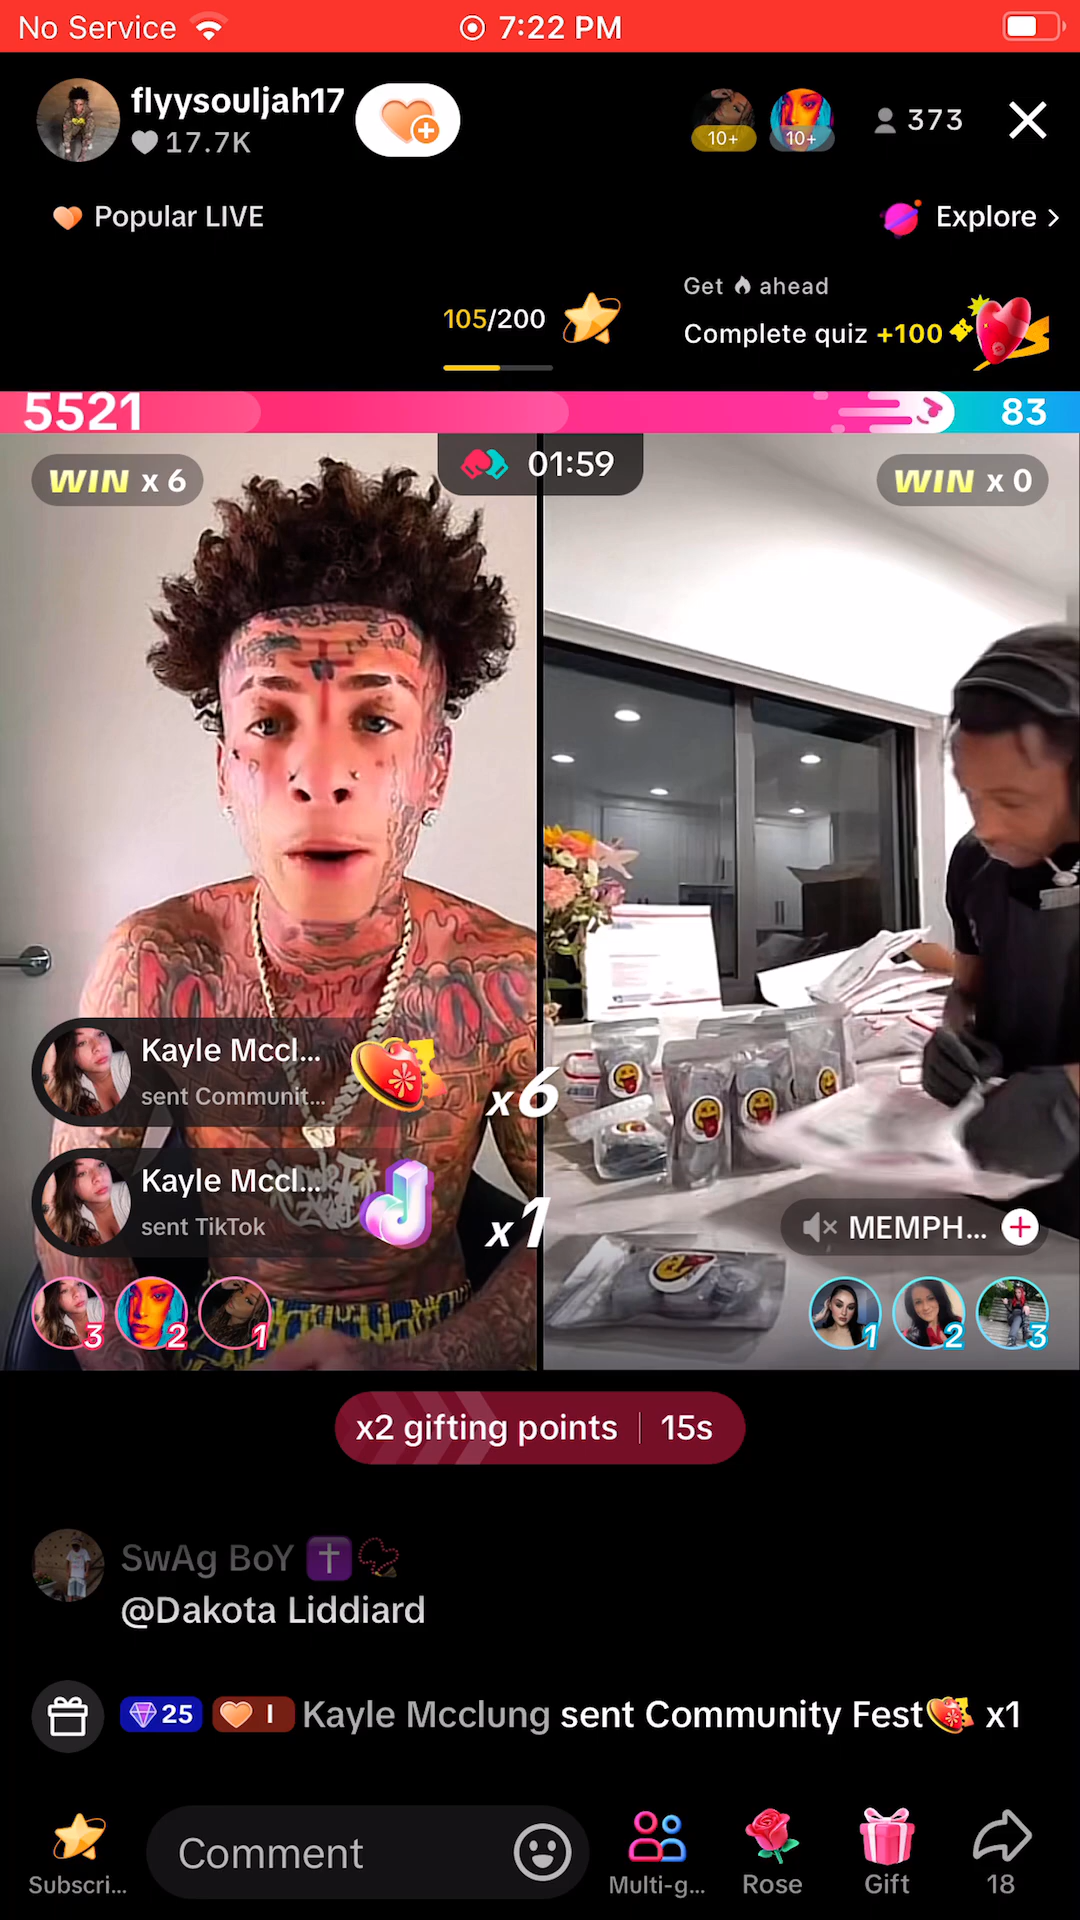 No Service
7:22 PM
flyysouljah17
17.7K
10+
10+
373
Popular LIVE
Explore >
105/200
Get ahead
Complete quiz +100
5521
83
WIN x 6
01:59
WIN x 0
Kayle Mccl...
sent Communit...
x6
Kayle Mccl...
sent TikTok
x1
MEMPH...
3
2
1
1
2
3
x2 gifting points | 15s
SwAg BoY
@Dakota Liddiard
25
I
Kayle Mcclung sent Community Fest x1
Subscri...
Comment
Multi-g...
Rose
Gift
18